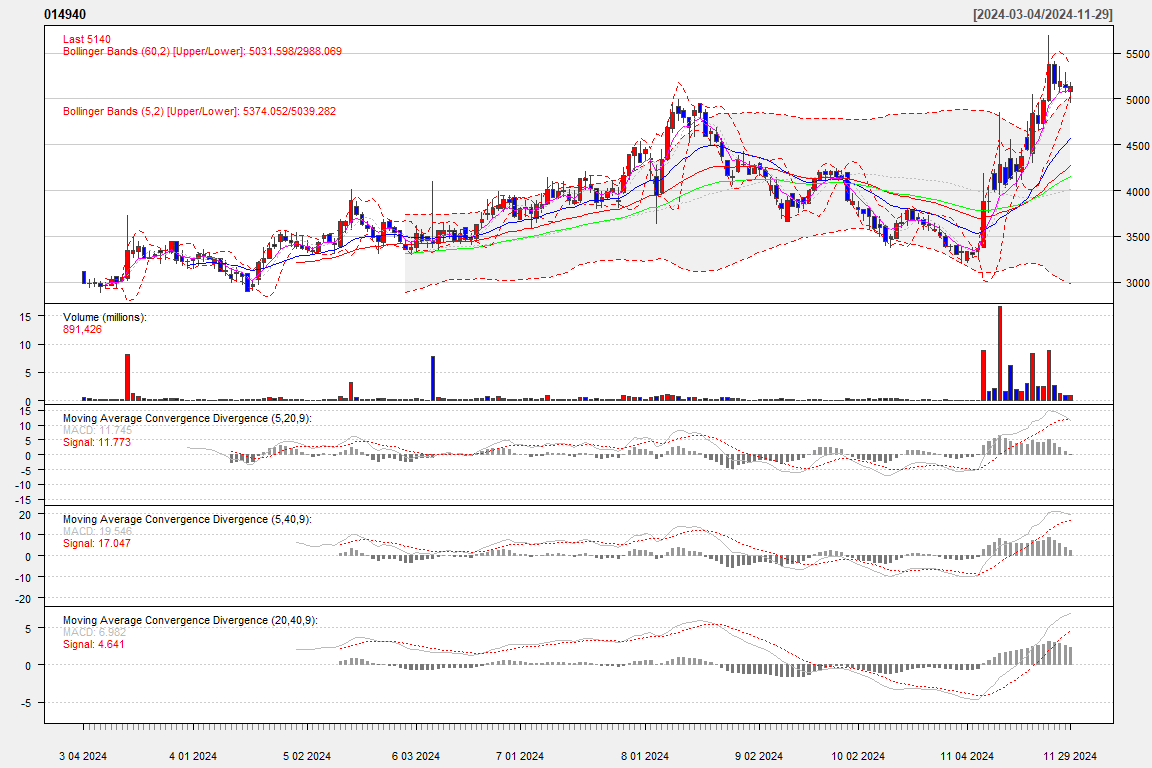 014940 [2024-03-04/2024-11-29]
Last 5140
Bollinger Bands (60,2) [Upper/Lower]: 5031.598/2988.069
5500
Bollinger Bands (5,2) [Upper/Lower]: 5374.052/5039.282
5000
4500
4000
3500
3000
Volume (millions):
891,426
15
10
5
0
Moving Average Convergence Divergence (5,20,9):
MACD: 11.745
Signal: 11.773
15
10
5
0
-5
-10
-15
Moving Average Convergence Divergence (5,40,9):
MACD: 19.546
Signal: 17.047
20
10
0
-10
-20
Moving Average Convergence Divergence (20,40,9):
MACD: 6.982
Signal: 4.641
5
0
-5
3 04 2024 4 01 2024 5 02 2024 6 03 2024 7 01 2024 8 01 2024 9 02 2024 10 02 2024 11 04 2024 11 29 2024